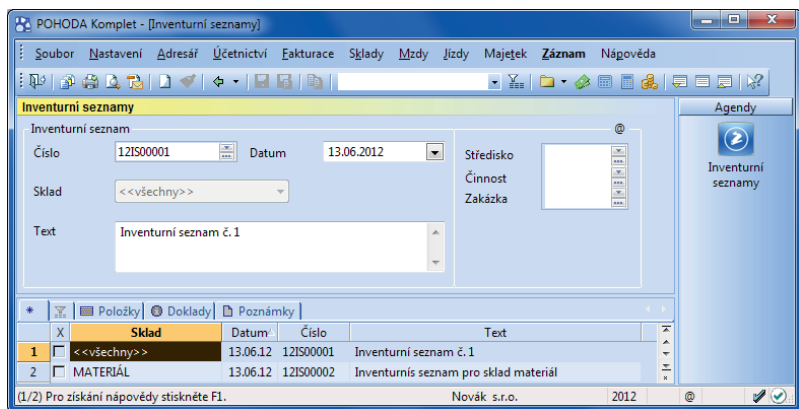 POHODA Komplet - [Inventurní seznamy]
Soubor Nastavení Adresář Účetnictví Fakturace Sklady Mzdy Jízdy Majetek Záznam Nápověda
Inventurní seznamy
Agendy
Inventurní seznam
@
Číslo 12IS00001 Datum 13.06.2012
Středisko
Činnost
Zakázka
Sklad <<všechny>>
Text Inventurní seznam č. 1
Inventurní
seznamy
* Položky Doklady Poznámky
X Sklad Datum Číslo Text
1 <<všechny>> 13.06.12 12IS00001 Inventurní seznam č. 1
2 MATERIÁL 13.06.12 12IS00002 Inventurnís seznam pro sklad materiál
(1/2) Pro získání nápovědy stiskněte F1. Novák s.r.o. 2012 @